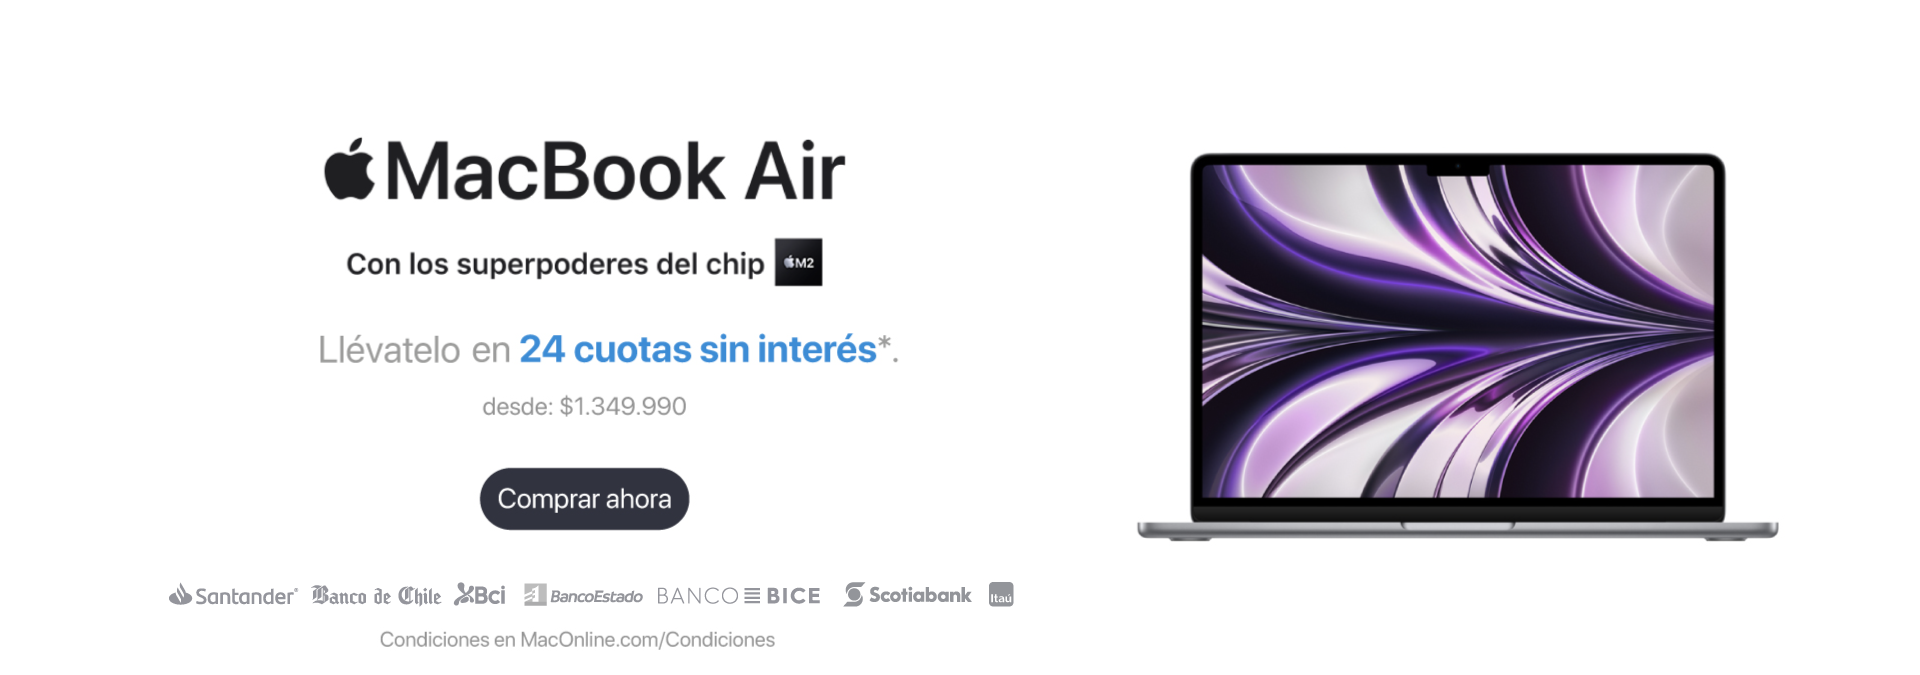 MacBook Air
Con los superpoderes del chip M2
Llévatelo en 24 cuotas sin interés*.
desde: $1.349.990
Comprar ahora
Santander Banco de Chile Bci BancoEstado BANCO BICE Scotiabank Itaú
Condiciones en MacOnline.com/Condiciones